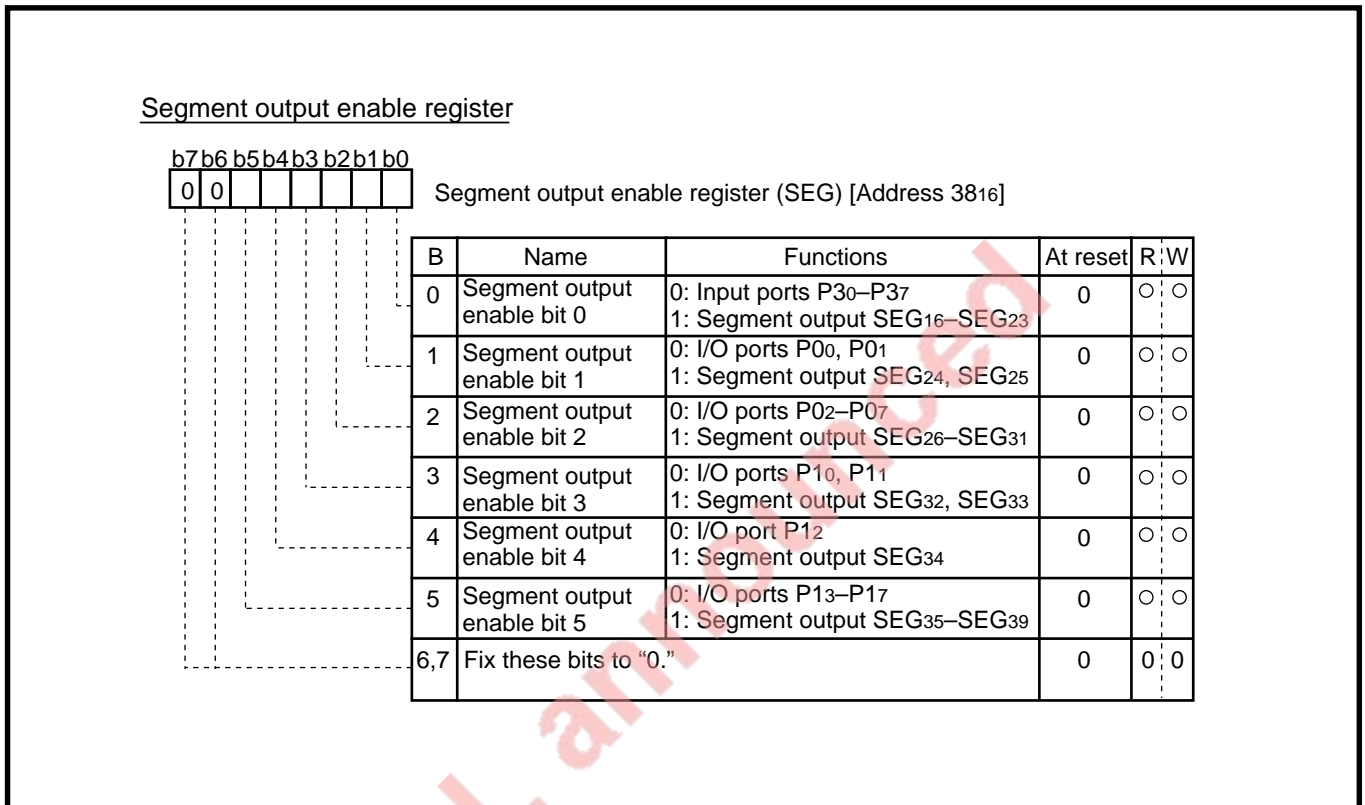 Segment output enable register
b7 b6 b5 b4 b3 b2 b1 b0
0 0
Segment output enable register (SEG) [Address 3816]
B Name Functions At reset R W
0 Segment output enable bit 0 0: Input ports P30–P37 0 ○ ○
1: Segment output SEG16–SEG23
1 Segment output enable bit 1 0: I/O ports P00, P01 0 ○ ○
1: Segment output SEG24, SEG25
2 Segment output enable bit 2 0: I/O ports P02–P07 0 ○ ○
1: Segment output SEG26–SEG31
3 Segment output enable bit 3 0: I/O ports P10, P11 0 ○ ○
1: Segment output SEG32, SEG33
4 Segment output enable bit 4 0: I/O port P12 0 ○ ○
1: Segment output SEG34
5 Segment output enable bit 5 0: I/O ports P13–P17 0 ○ ○
1: Segment output SEG35–SEG39
6,7 Fix these bits to “0.” 0 0 0
announced